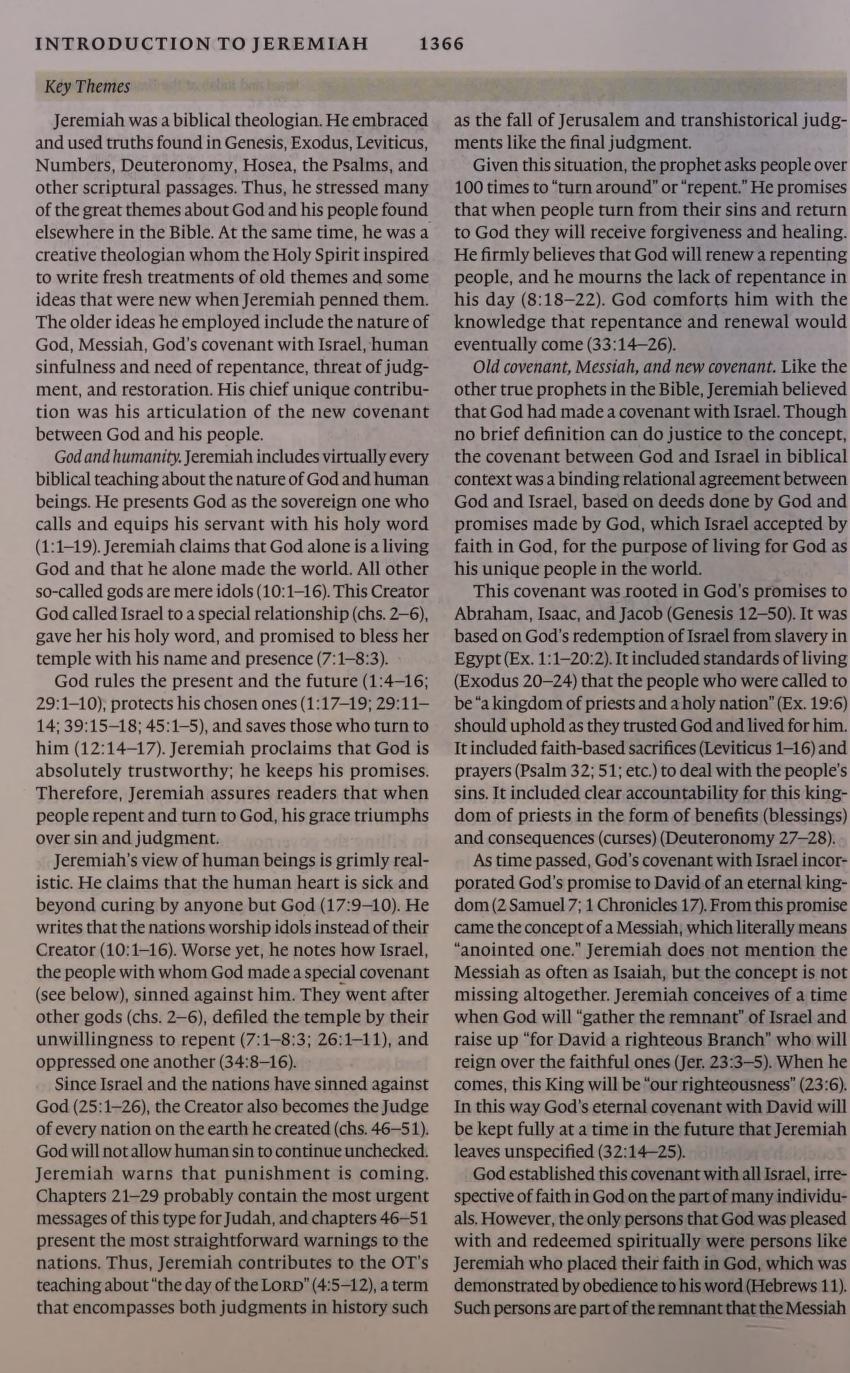 INTRODUCTION TO JEREMIAH 1366
Key Themes
Jeremiah was a biblical theologian. He embraced
and used truths found in Genesis, Exodus, Leviticus,
Numbers, Deuteronomy, Hosea, the Psalms, and
other scriptural passages. Thus, he stressed many
of the great themes about God and his people found
elsewhere in the Bible. At the same time, he was a
creative theologian whom the Holy Spirit inspired
to write fresh treatments of old themes and some
ideas that were new when Jeremiah penned them.
The older ideas he employed include the nature of
God, Messiah, God's covenant with Israel, human
sinfulness and need of repentance, threat of judg-
ment, and restoration. His chief unique contribu-
tion was his articulation of the new covenant
between God and his people.
God and humanity. Jeremiah includes virtually every
biblical teaching about the nature of God and human
beings. He presents God as the sovereign one who
calls and equips his servant with his holy word
(1:1–19). Jeremiah claims that God alone is a living
God and that he alone made the world. All other
so-called gods are mere idols (10:1–16). This Creator
God called Israel to a special relationship (chs. 2–6),
gave her his holy word, and promised to bless her
temple with his name and presence (7:1–8:3).
God rules the present and the future (1:4–16;
29:1–10), protects his chosen ones (1:17–19; 29:11–
14; 39:15–18; 45:1–5), and saves those who turn to
him (12:14–17). Jeremiah proclaims that God is
absolutely trustworthy; he keeps his promises.
Therefore, Jeremiah assures readers that when
people repent and turn to God, his grace triumphs
over sin and judgment.
Jeremiah's view of human beings is grimly real-
istic. He claims that the human heart is sick and
beyond curing by anyone but God (17:9–10). He
writes that the nations worship idols instead of their
Creator (10:1–16). Worse yet, he notes how Israel,
the people with whom God made a special covenant
(see below), sinned against him. They went after
other gods (chs. 2–6), defiled the temple by their
unwillingness to repent (7:1–8:3; 26:1–11), and
oppressed one another (34:8–16).
Since Israel and the nations have sinned against
God (25:1–26), the Creator also becomes the Judge
of every nation on the earth he created (chs. 46–51).
God will not allow human sin to continue unchecked.
Jeremiah warns that punishment is coming.
Chapters 21–29 probably contain the most urgent
messages of this type for Judah, and chapters 46–51
present the most straightforward warnings to the
nations. Thus, Jeremiah contributes to the OT's
teaching about “the day of the LORD” (4:5–12), a term
that encompasses both judgments in history such
as the fall of Jerusalem and transhistorical judg-
ments like the final judgment.
Given this situation, the prophet asks people over
100 times to “turn around” or “repent.” He promises
that when people turn from their sins and return
to God they will receive forgiveness and healing.
He firmly believes that God will renew a repenting
people, and he mourns the lack of repentance in
his day (8:18–22). God comforts him with the
knowledge that repentance and renewal would
eventually come (33:14–26).
Old covenant, Messiah, and new covenant. Like the
other true prophets in the Bible, Jeremiah believed
that God had made a covenant with Israel. Though
no brief definition can do justice to the concept,
the covenant between God and Israel in biblical
context was a binding relational agreement between
God and Israel, based on deeds done by God and
promises made by God, which Israel accepted by
faith in God, for the purpose of living for God as
his unique people in the world.
This covenant was rooted in God's promises to
Abraham, Isaac, and Jacob (Genesis 12–50). It was
based on God's redemption of Israel from slavery in
Egypt (Ex. 1:1–20:2). It included standards of living
(Exodus 20–24) that the people who were called to
be “a kingdom of priests and a holy nation” (Ex. 19:6)
should uphold as they trusted God and lived for him.
It included faith-based sacrifices (Leviticus 1–16) and
prayers (Psalm 32; 51; etc.) to deal with the people's
sins. It included clear accountability for this king-
dom of priests in the form of benefits (blessings)
and consequences (curses) (Deuteronomy 27–28).
As time passed, God's covenant with Israel incor-
porated God's promise to David of an eternal king-
dom (2 Samuel 7; 1 Chronicles 17). From this promise
came the concept of a Messiah, which literally means
“anointed one.” Jeremiah does not mention the
Messiah as often as Isaiah, but the concept is not
missing altogether. Jeremiah conceives of a time
when God will “gather the remnant” of Israel and
raise up “for David a righteous Branch” who will
reign over the faithful ones (Jer. 23:3–5). When he
comes, this King will be “our righteousness” (23:6).
In this way God's eternal covenant with David will
be kept fully at a time in the future that Jeremiah
leaves unspecified (32:14–25).
God established this covenant with all Israel, irre-
spective of faith in God on the part of many individu-
als. However, the only persons that God was pleased
with and redeemed spiritually were persons like
Jeremiah who placed their faith in God, which was
demonstrated by obedience to his word (Hebrews 11).
Such persons are part of the remnant that the Messiah